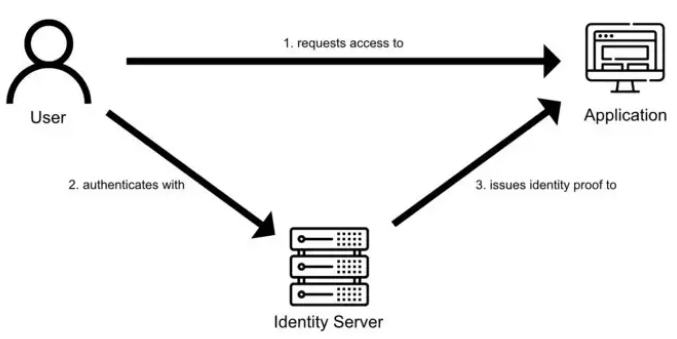 1. requests access to
User
Application
2. authenticates with
3. issues identity proof to
Identity Server